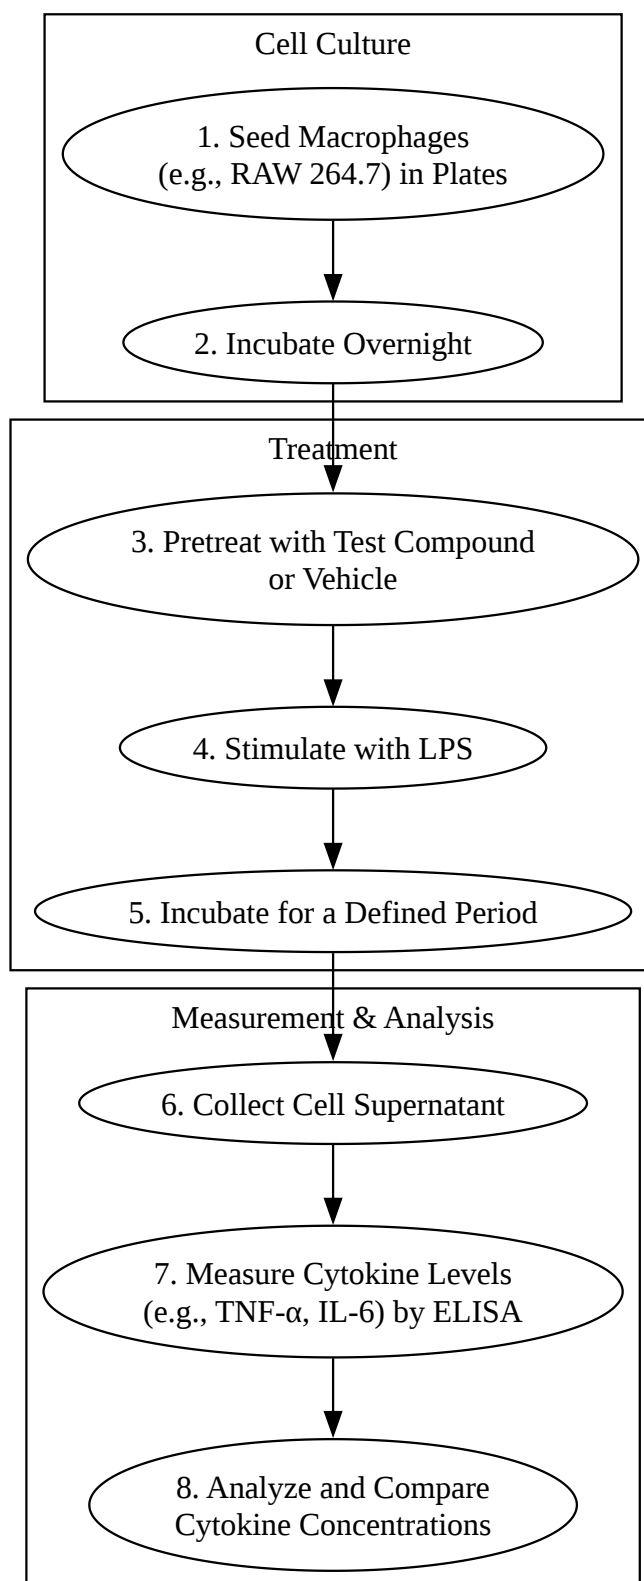 Cell Culture
1. Seed Macrophages
(e.g., RAW 264.7) in Plates
2. Incubate Overnight
Treatment
3. Pretreat with Test Compound
or Vehicle
4. Stimulate with LPS
5. Incubate for a Defined Period
Measurement & Analysis
6. Collect Cell Supernatant
7. Measure Cytokine Levels
(e.g., TNF-α, IL-6) by ELISA
8. Analyze and Compare
Cytokine Concentrations